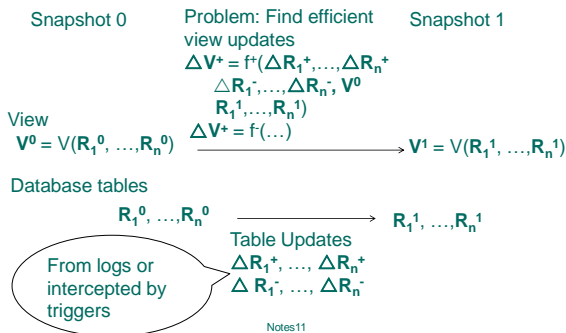 Snapshot 0
Problem: Find efficient
view updates
△V⁺ = f⁺(△R₁⁺,…,△Rₙ⁺
△R₁⁻,…,△Rₙ⁻, V⁰
R₁¹,…,Rₙ¹)
△V⁺ = f⁻(…)
Snapshot 1
View
V⁰ = V(R₁⁰, …,Rₙ⁰)
V¹ = V(R₁¹, …,Rₙ¹)
Database tables
R₁⁰, …,Rₙ⁰
R₁¹, …,Rₙ¹
Table Updates
△R₁⁺, …, △Rₙ⁺
△ R₁⁻, …, △Rₙ⁻
From logs or
intercepted by
triggers
Notes11